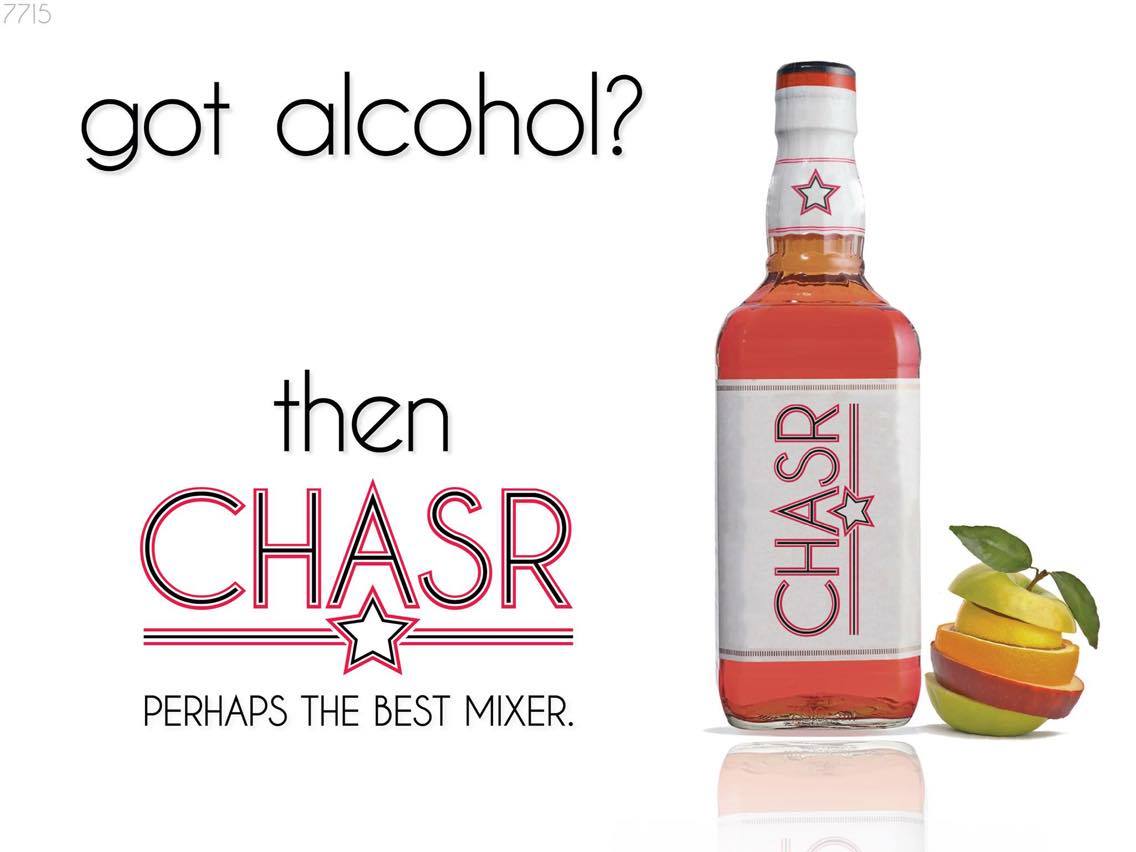 7715
got alcohol?
then
CHASR
PERHAPS THE BEST MIXER.
CHASR